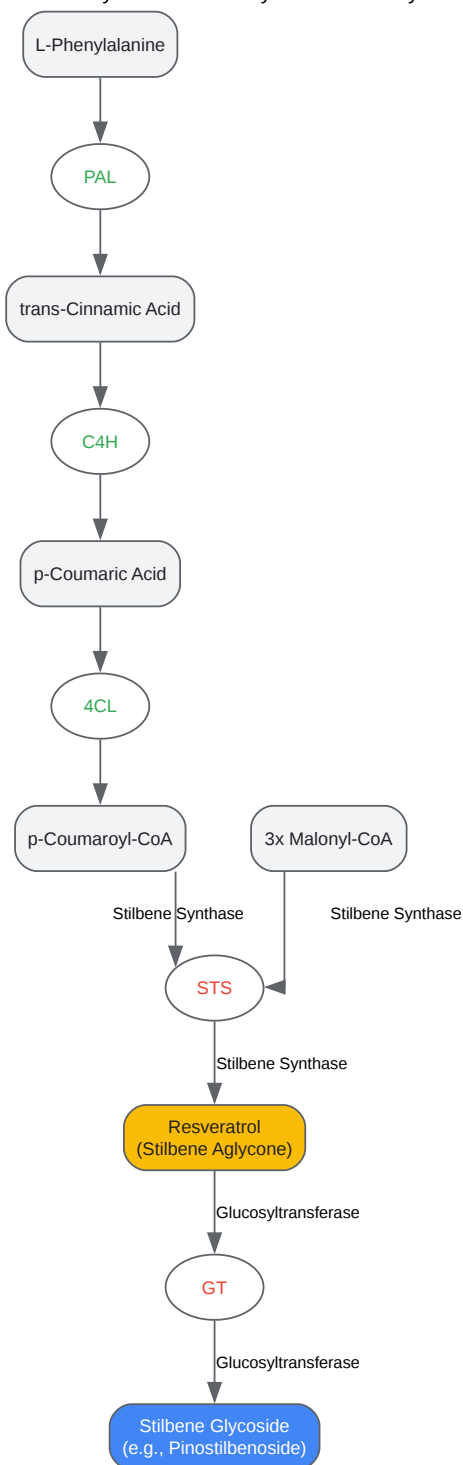 L-Phenylalanine
PAL
trans-Cinnamic Acid
C4H
p-Coumaric Acid
4CL
p-Coumaroyl-CoA
3x Malonyl-CoA
Stilbene Synthase
Stilbene Synthase
STS
Stilbene Synthase
Resveratrol
(Stilbene Aglycone)
Glucosyltransferase
GT
Glucosyltransferase
Stilbene Glycoside
(e.g., Pinostilbenoside)